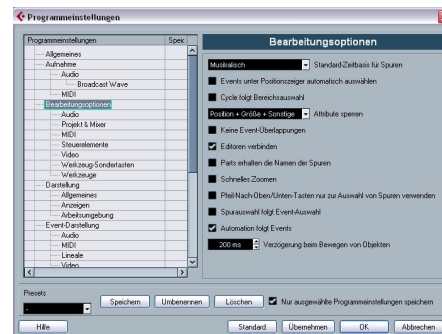 Programmeinstellungen
Programmeinstellungen Speic
Allgemeines
Aufnahme
Audio
Broadcast Wave
MIDI
Bearbeitungsoptionen
Audio
Projekt & Mixer
MIDI
Steuerelemente
Video
Werkzeug-Sondertasten
Werkzeuge
Darstellung
Allgemeines
Anzeigen
Arbeitsumgebung
Event-Darstellung
Audio
MIDI
Lineale
Video
Bearbeitungsoptionen
Musikalisch Standard-Zeitbasis für Spuren
Events unter Positionszeiger automatisch auswählen
Cycle folgt Bereichsauswahl
Position + Größe + Sonstige Attribute sperren
Keine Event-Überlappungen
Editoren verbinden
Parts erhalten die Namen der Spuren
Schnelles Zoomen
Pfeil-Nach-Oben/Unten-Tasten nur zur Auswahl von Spuren verwenden
Spurauswahl folgt Event-Auswahl
Automation folgt Events
200 ms Verzögerung beim Bewegen von Objekten
Presets
-
Speichern Umbenennen Löschen Nur ausgewählte Programmeinstellungen speichern
Hilfe Standard Übernehmen OK Abbrechen